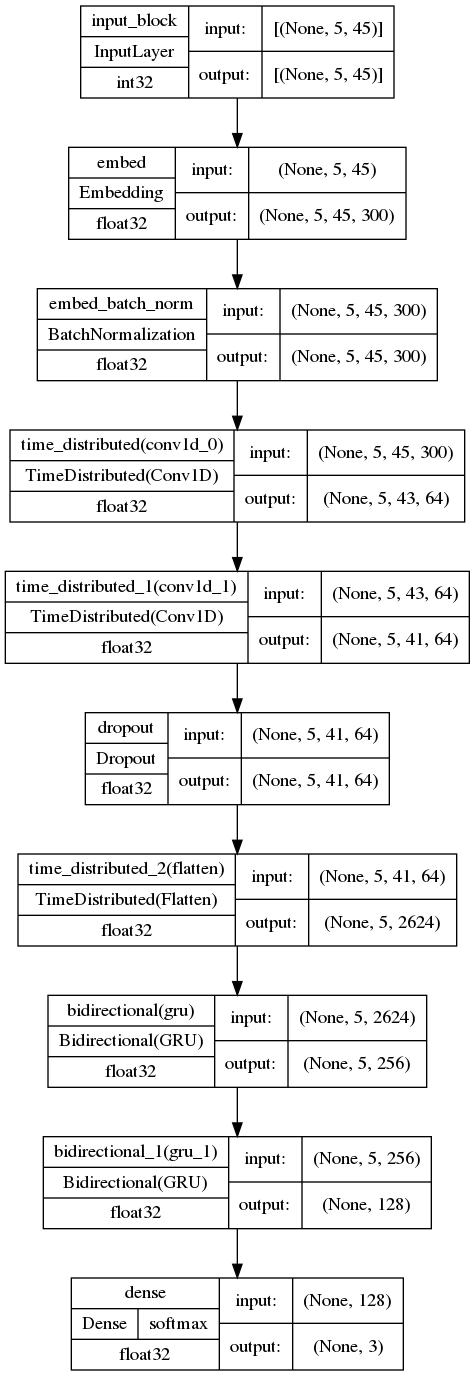 input_block input: [(None, 5, 45)]
InputLayer
int32 output: [(None, 5, 45)]
embed input: (None, 5, 45)
Embedding
float32 output: (None, 5, 45, 300)
embed_batch_norm input: (None, 5, 45, 300)
BatchNormalization
float32 output: (None, 5, 45, 300)
time_distributed(conv1d_0) input: (None, 5, 45, 300)
TimeDistributed(Conv1D)
float32 output: (None, 5, 43, 64)
time_distributed_1(conv1d_1) input: (None, 5, 43, 64)
TimeDistributed(Conv1D)
float32 output: (None, 5, 41, 64)
dropout input: (None, 5, 41, 64)
Dropout
float32 output: (None, 5, 41, 64)
time_distributed_2(flatten) input: (None, 5, 41, 64)
TimeDistributed(Flatten)
float32 output: (None, 5, 2624)
bidirectional(gru) input: (None, 5, 2624)
Bidirectional(GRU)
float32 output: (None, 5, 256)
bidirectional_1(gru_1) input: (None, 5, 256)
Bidirectional(GRU)
float32 output: (None, 128)
dense input: (None, 128)
Dense softmax
float32 output: (None, 3)